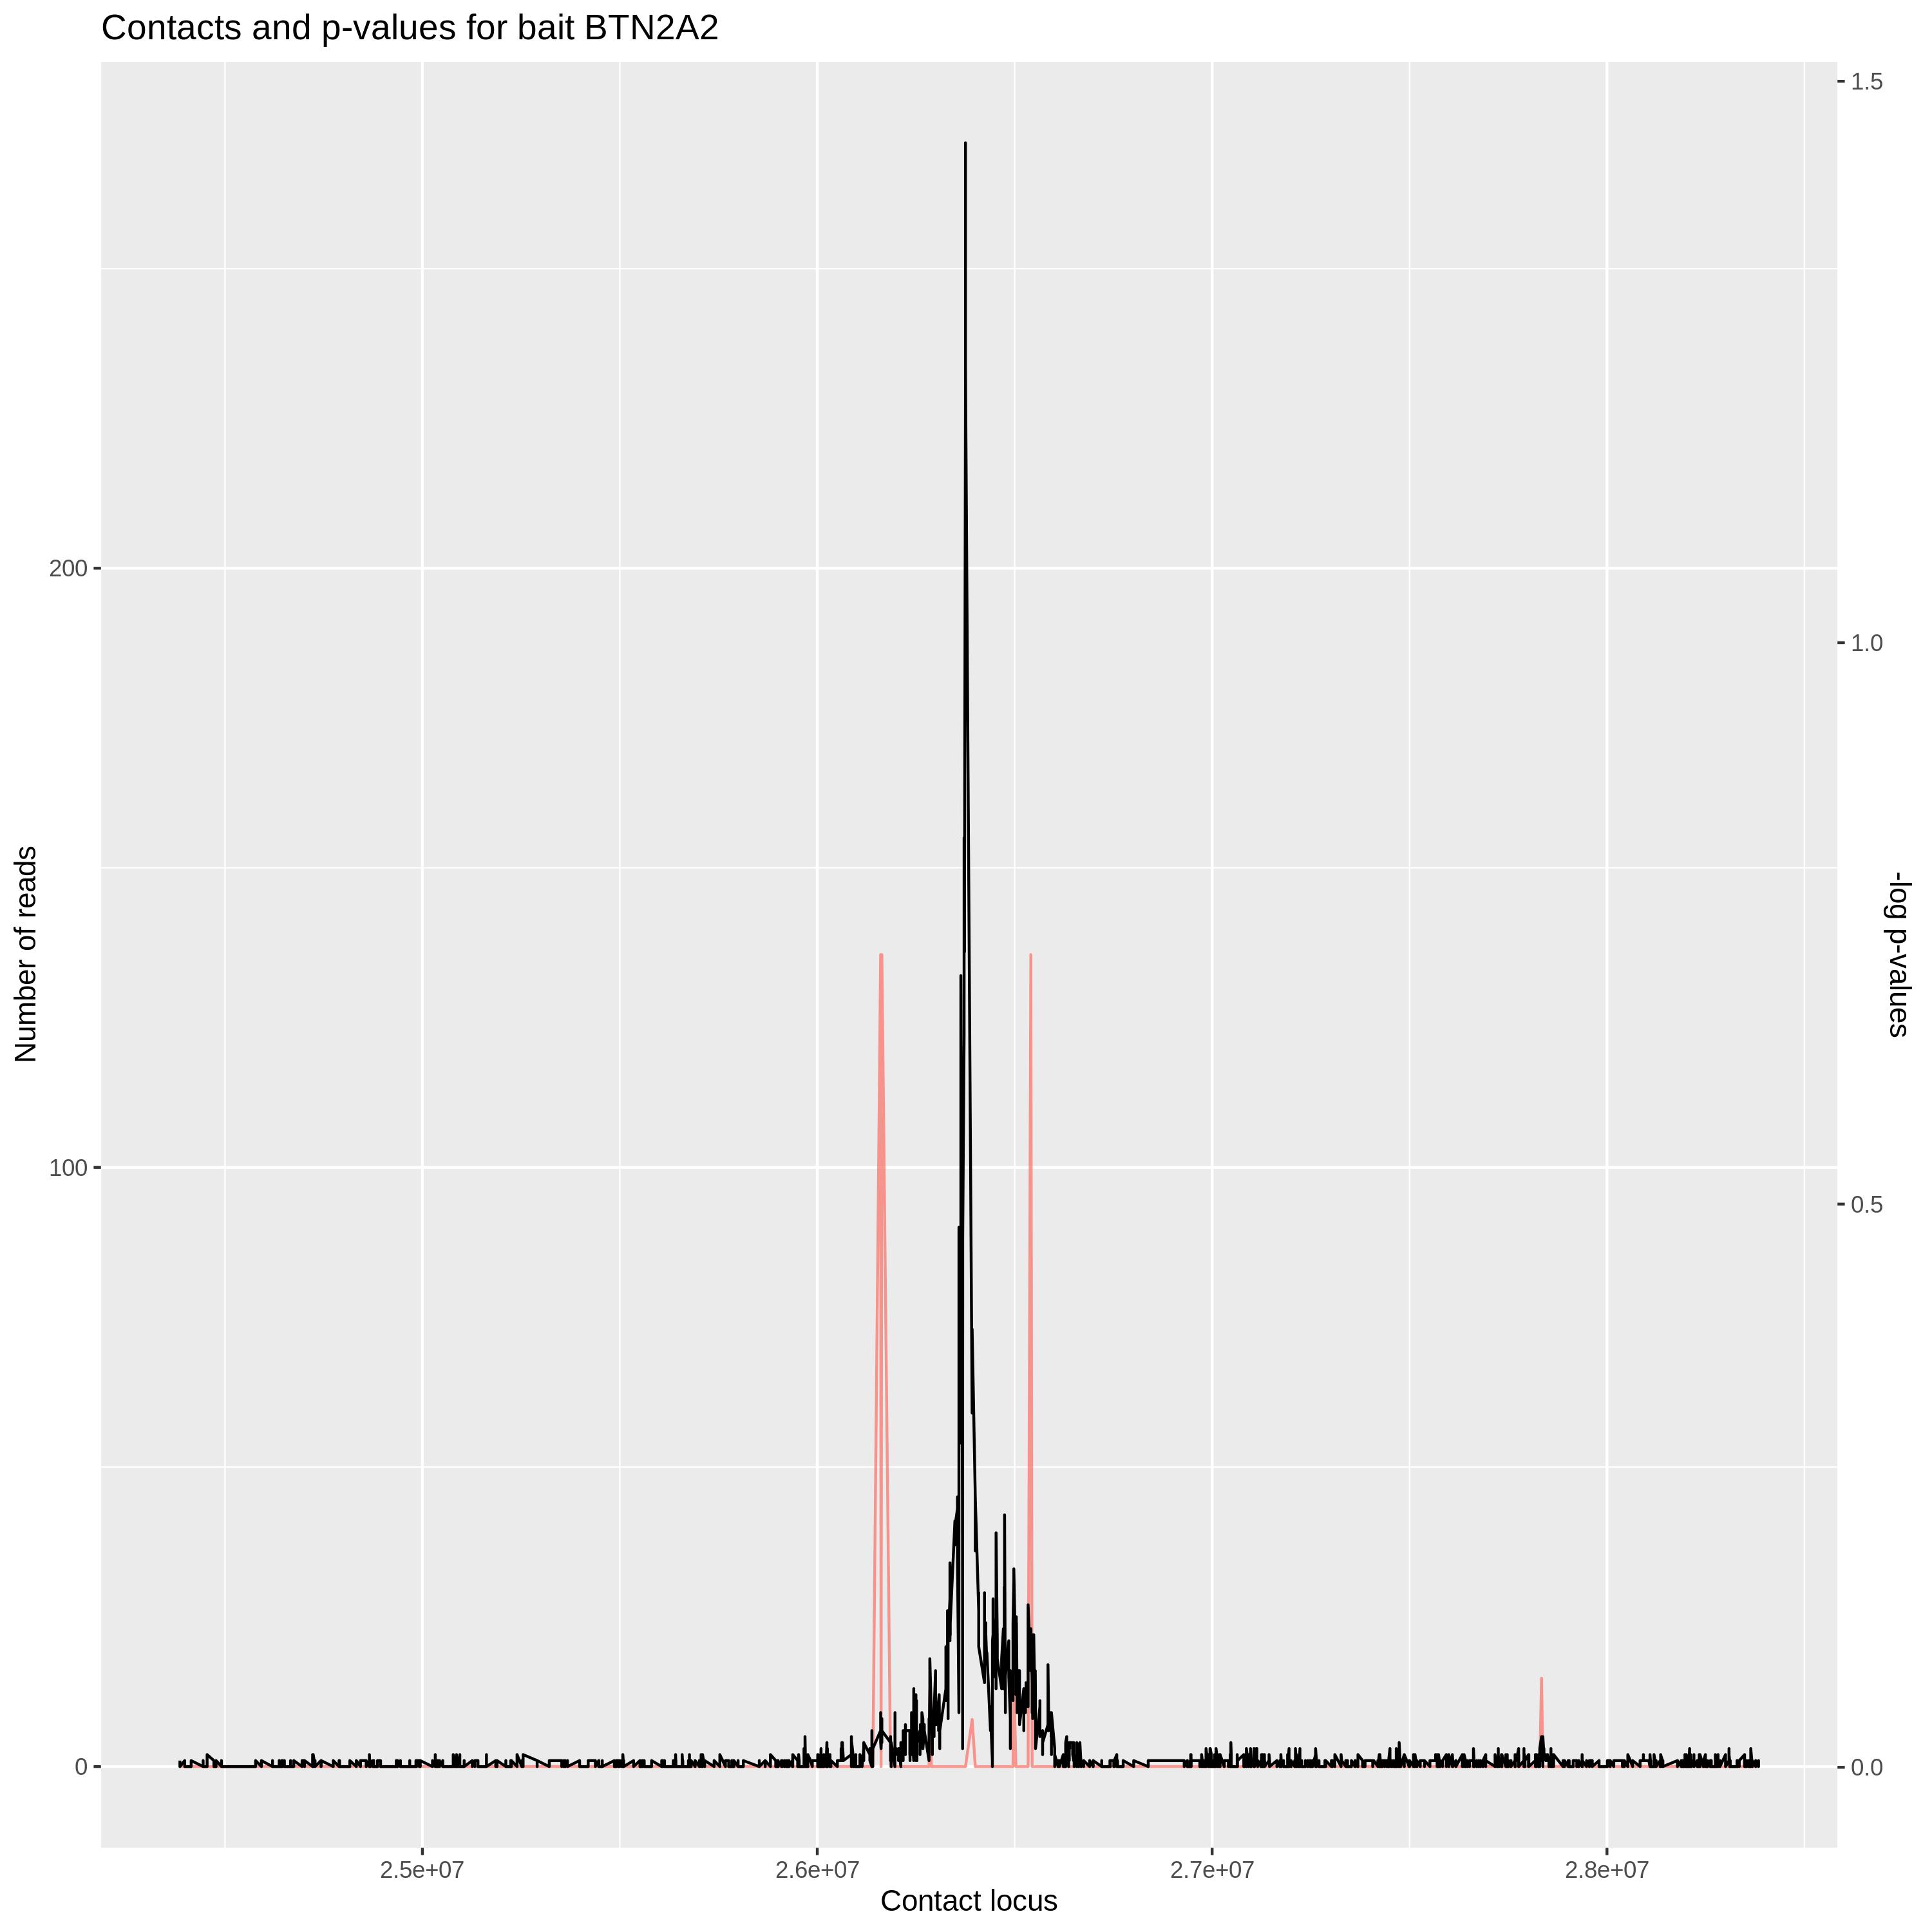 Contacts and p-values for bait BTN2A2
1.5
200
1.0
Number of reads
-log p-values
100
0.5
0
0.0
2.5e+07
2.6e+07
2.7e+07
2.8e+07
Contact locus